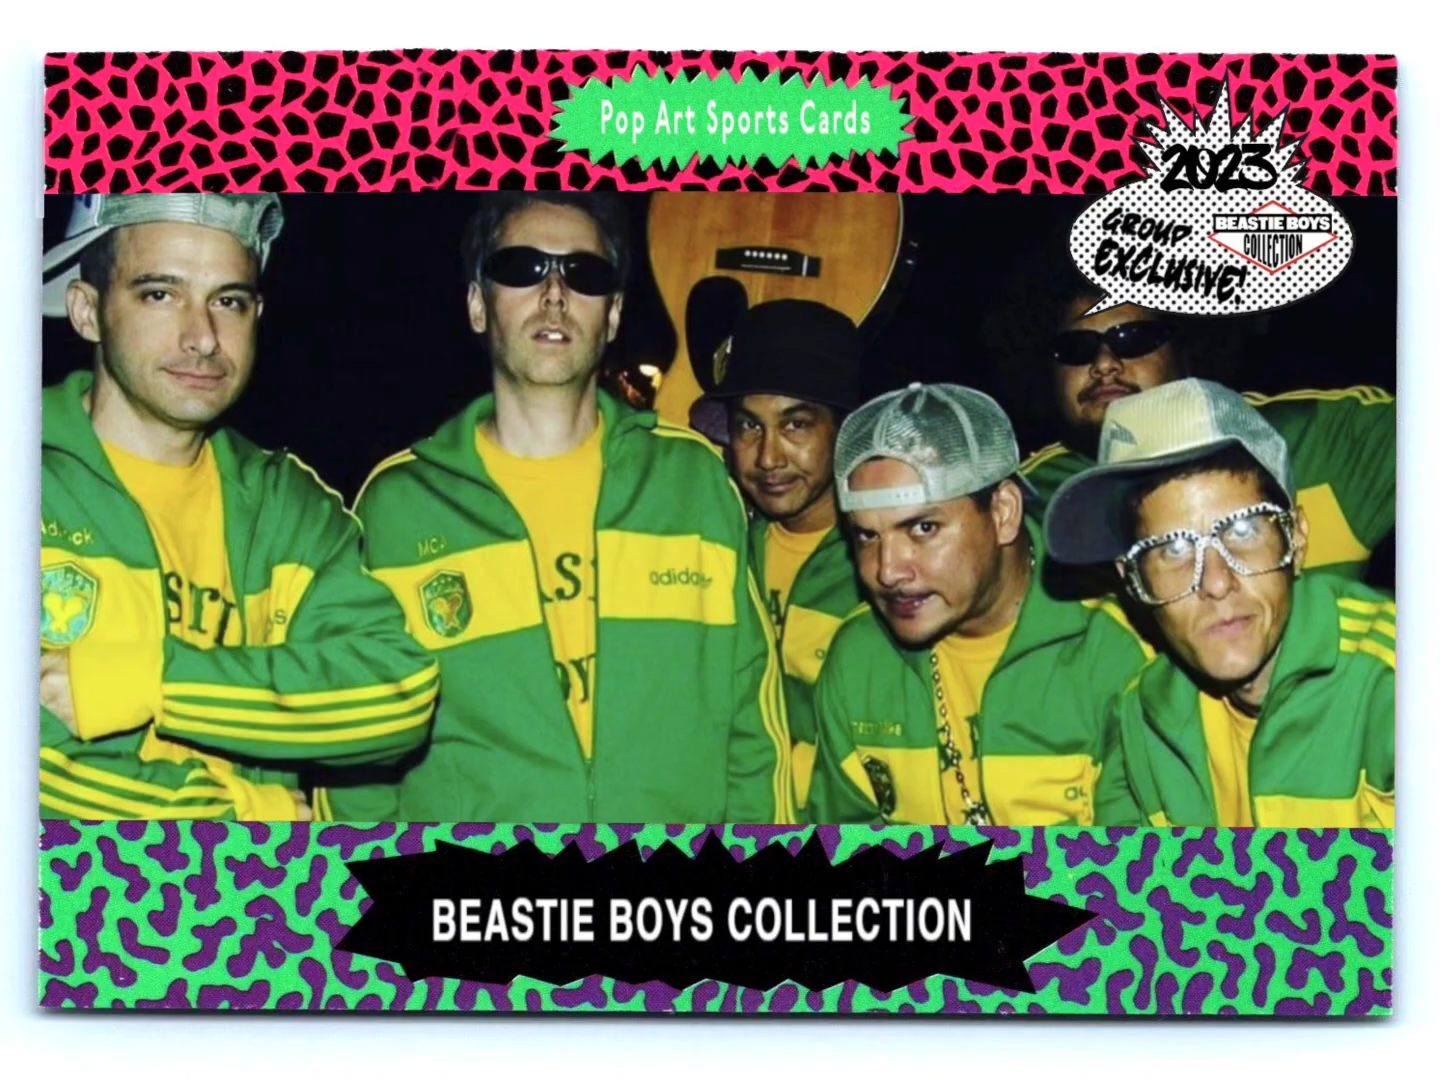 Pop Art Sports Cards
2023
GROUP
EXCLUSIVE!
BEASTIE BOYS
COLLECTION
MCA
adidas
BEASTIE BOYS COLLECTION